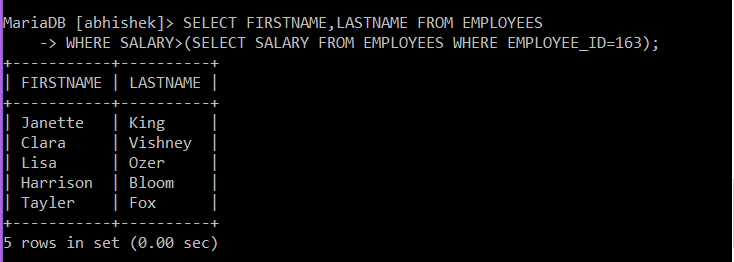 MariaDB [abhishek]> SELECT FIRSTNAME,LASTNAME FROM EMPLOYEES
    -> WHERE SALARY>(SELECT SALARY FROM EMPLOYEES WHERE EMPLOYEE_ID=163);
+-----------+----------+
| FIRSTNAME | LASTNAME |
+-----------+----------+
| Janette   | King     |
| Clara     | Vishney  |
| Lisa      | Ozer     |
| Harrison  | Bloom    |
| Tayler    | Fox      |
+-----------+----------+
5 rows in set (0.00 sec)